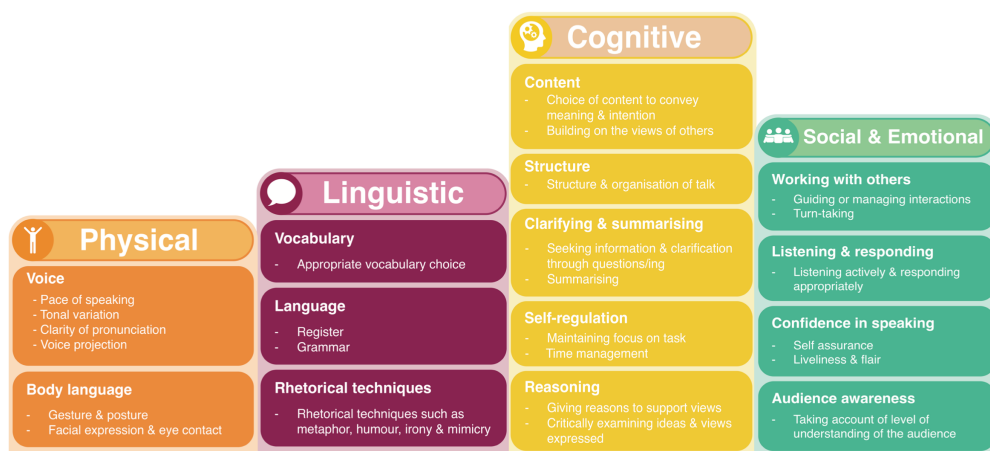 Physical
Voice
- Pace of speaking
- Tonal variation
- Clarity of pronunciation
- Voice projection
Body language
- Gesture & posture
- Facial expression & eye contact
Linguistic
Vocabulary
- Appropriate vocabulary choice
Language
- Register
- Grammar
Rhetorical techniques
- Rhetorical techniques such as
metaphor, humour, irony & mimicry
Cognitive
Content
- Choice of content to convey
meaning & intention
- Building on the views of others
Structure
- Structure & organisation of talk
Clarifying & summarising
- Seeking information & clarification
through questions/ing
- Summarising
Self-regulation
- Maintaining focus on task
- Time management
Reasoning
- Giving reasons to support views
- Critically examining ideas & views
expressed
Social & Emotional
Working with others
- Guiding or managing interactions
- Turn-taking
Listening & responding
- Listening actively & responding
appropriately
Confidence in speaking
- Self assurance
- Liveliness & flair
Audience awareness
- Taking account of level of
understanding of the audience